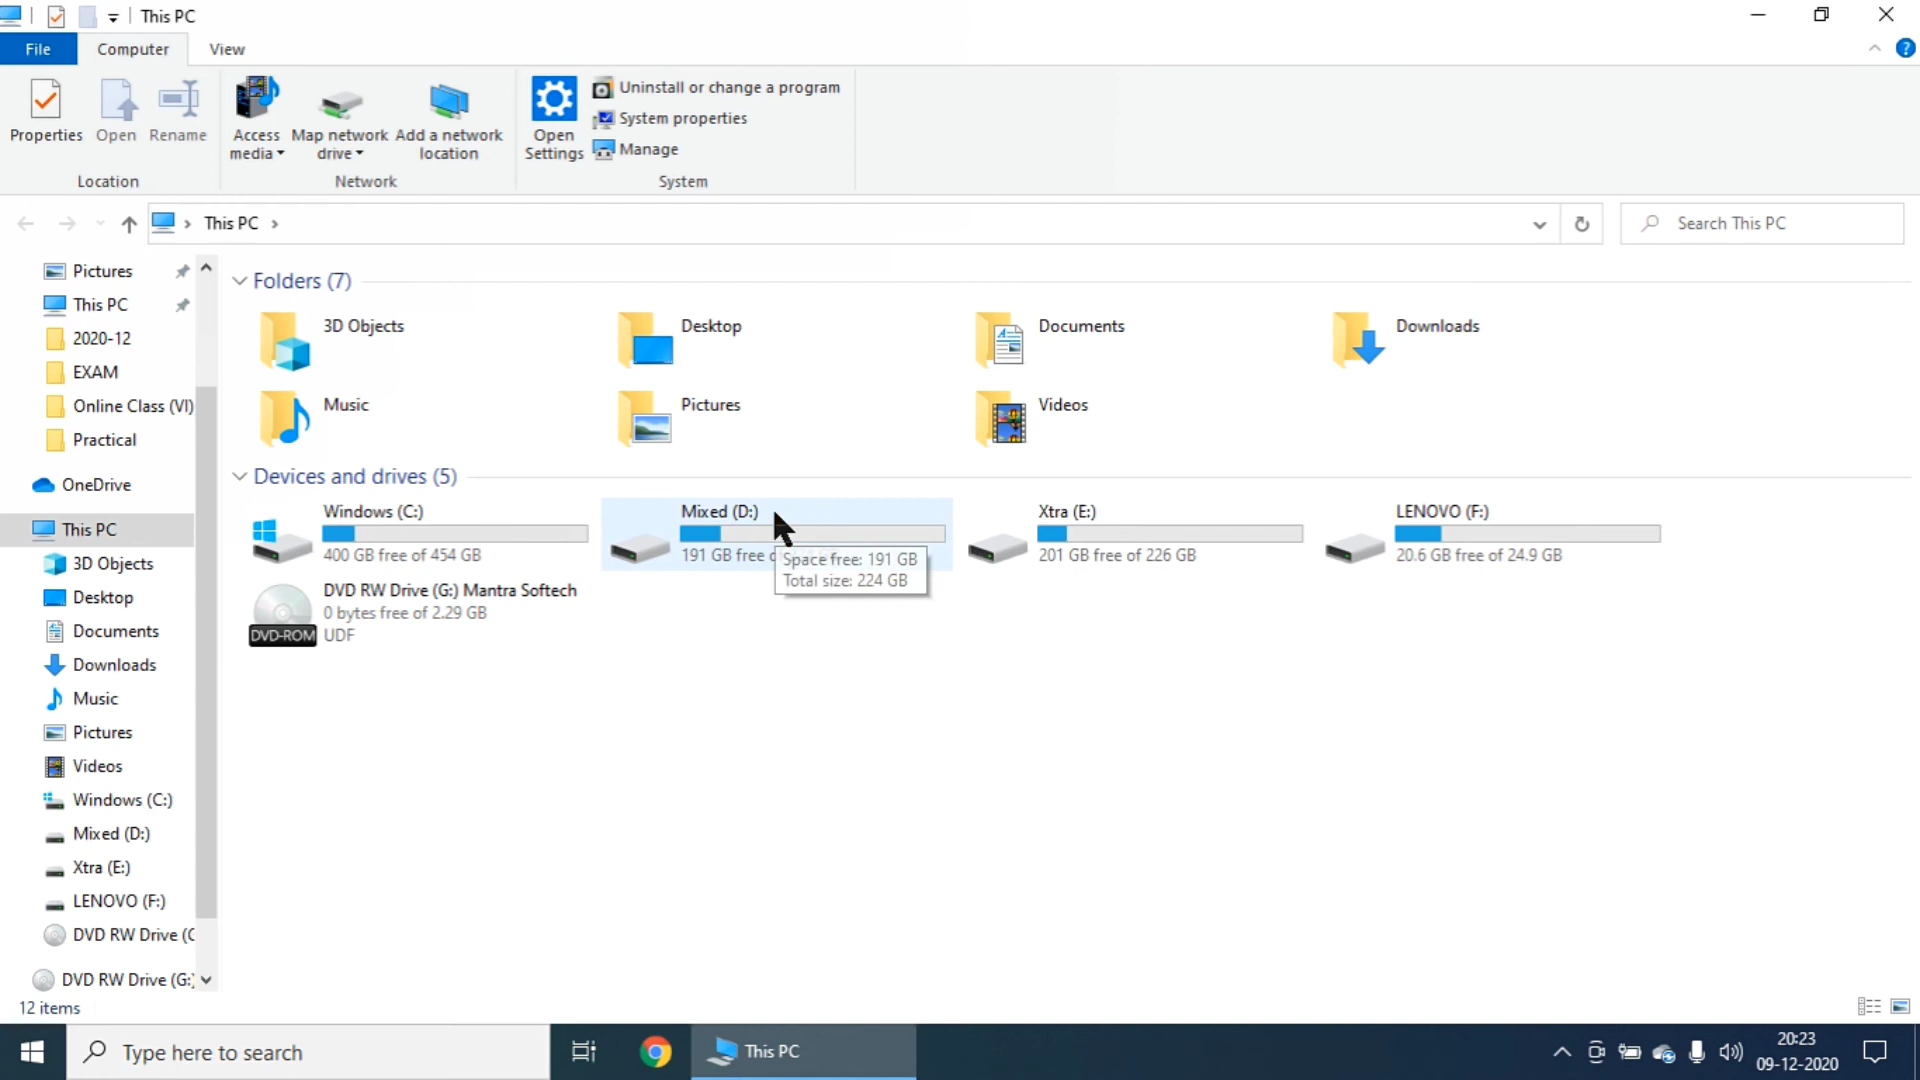 This PC
File
Computer
View
Properties
Open
Rename
Access
media
Map network
drive
Add a network
location
Open
Settings
Uninstall or change a program
System properties
Manage
Location
Network
System
This PC
Search This PC
Pictures
This PC
2020-12
EXAM
Online Class (VI)
Practical
OneDrive
This PC
3D Objects
Desktop
Documents
Downloads
Music
Pictures
Videos
Windows (C:)
Mixed (D:)
Xtra (E:)
LENOVO (F:)
DVD RW Drive (G
DVD RW Drive (G:)
Folders (7)
3D Objects
Desktop
Documents
Downloads
Music
Pictures
Videos
Devices and drives (5)
Windows (C:)
400 GB free of 454 GB
Mixed (D:)
191 GB free
Space free: 191 GB
Total size: 224 GB
Xtra (E:)
201 GB free of 226 GB
LENOVO (F:)
20.6 GB free of 24.9 GB
DVD RW Drive (G:) Mantra Softech
0 bytes free of 2.29 GB
UDF
DVD-ROM
12 items
Type here to search
This PC
20:23
09-12-2020